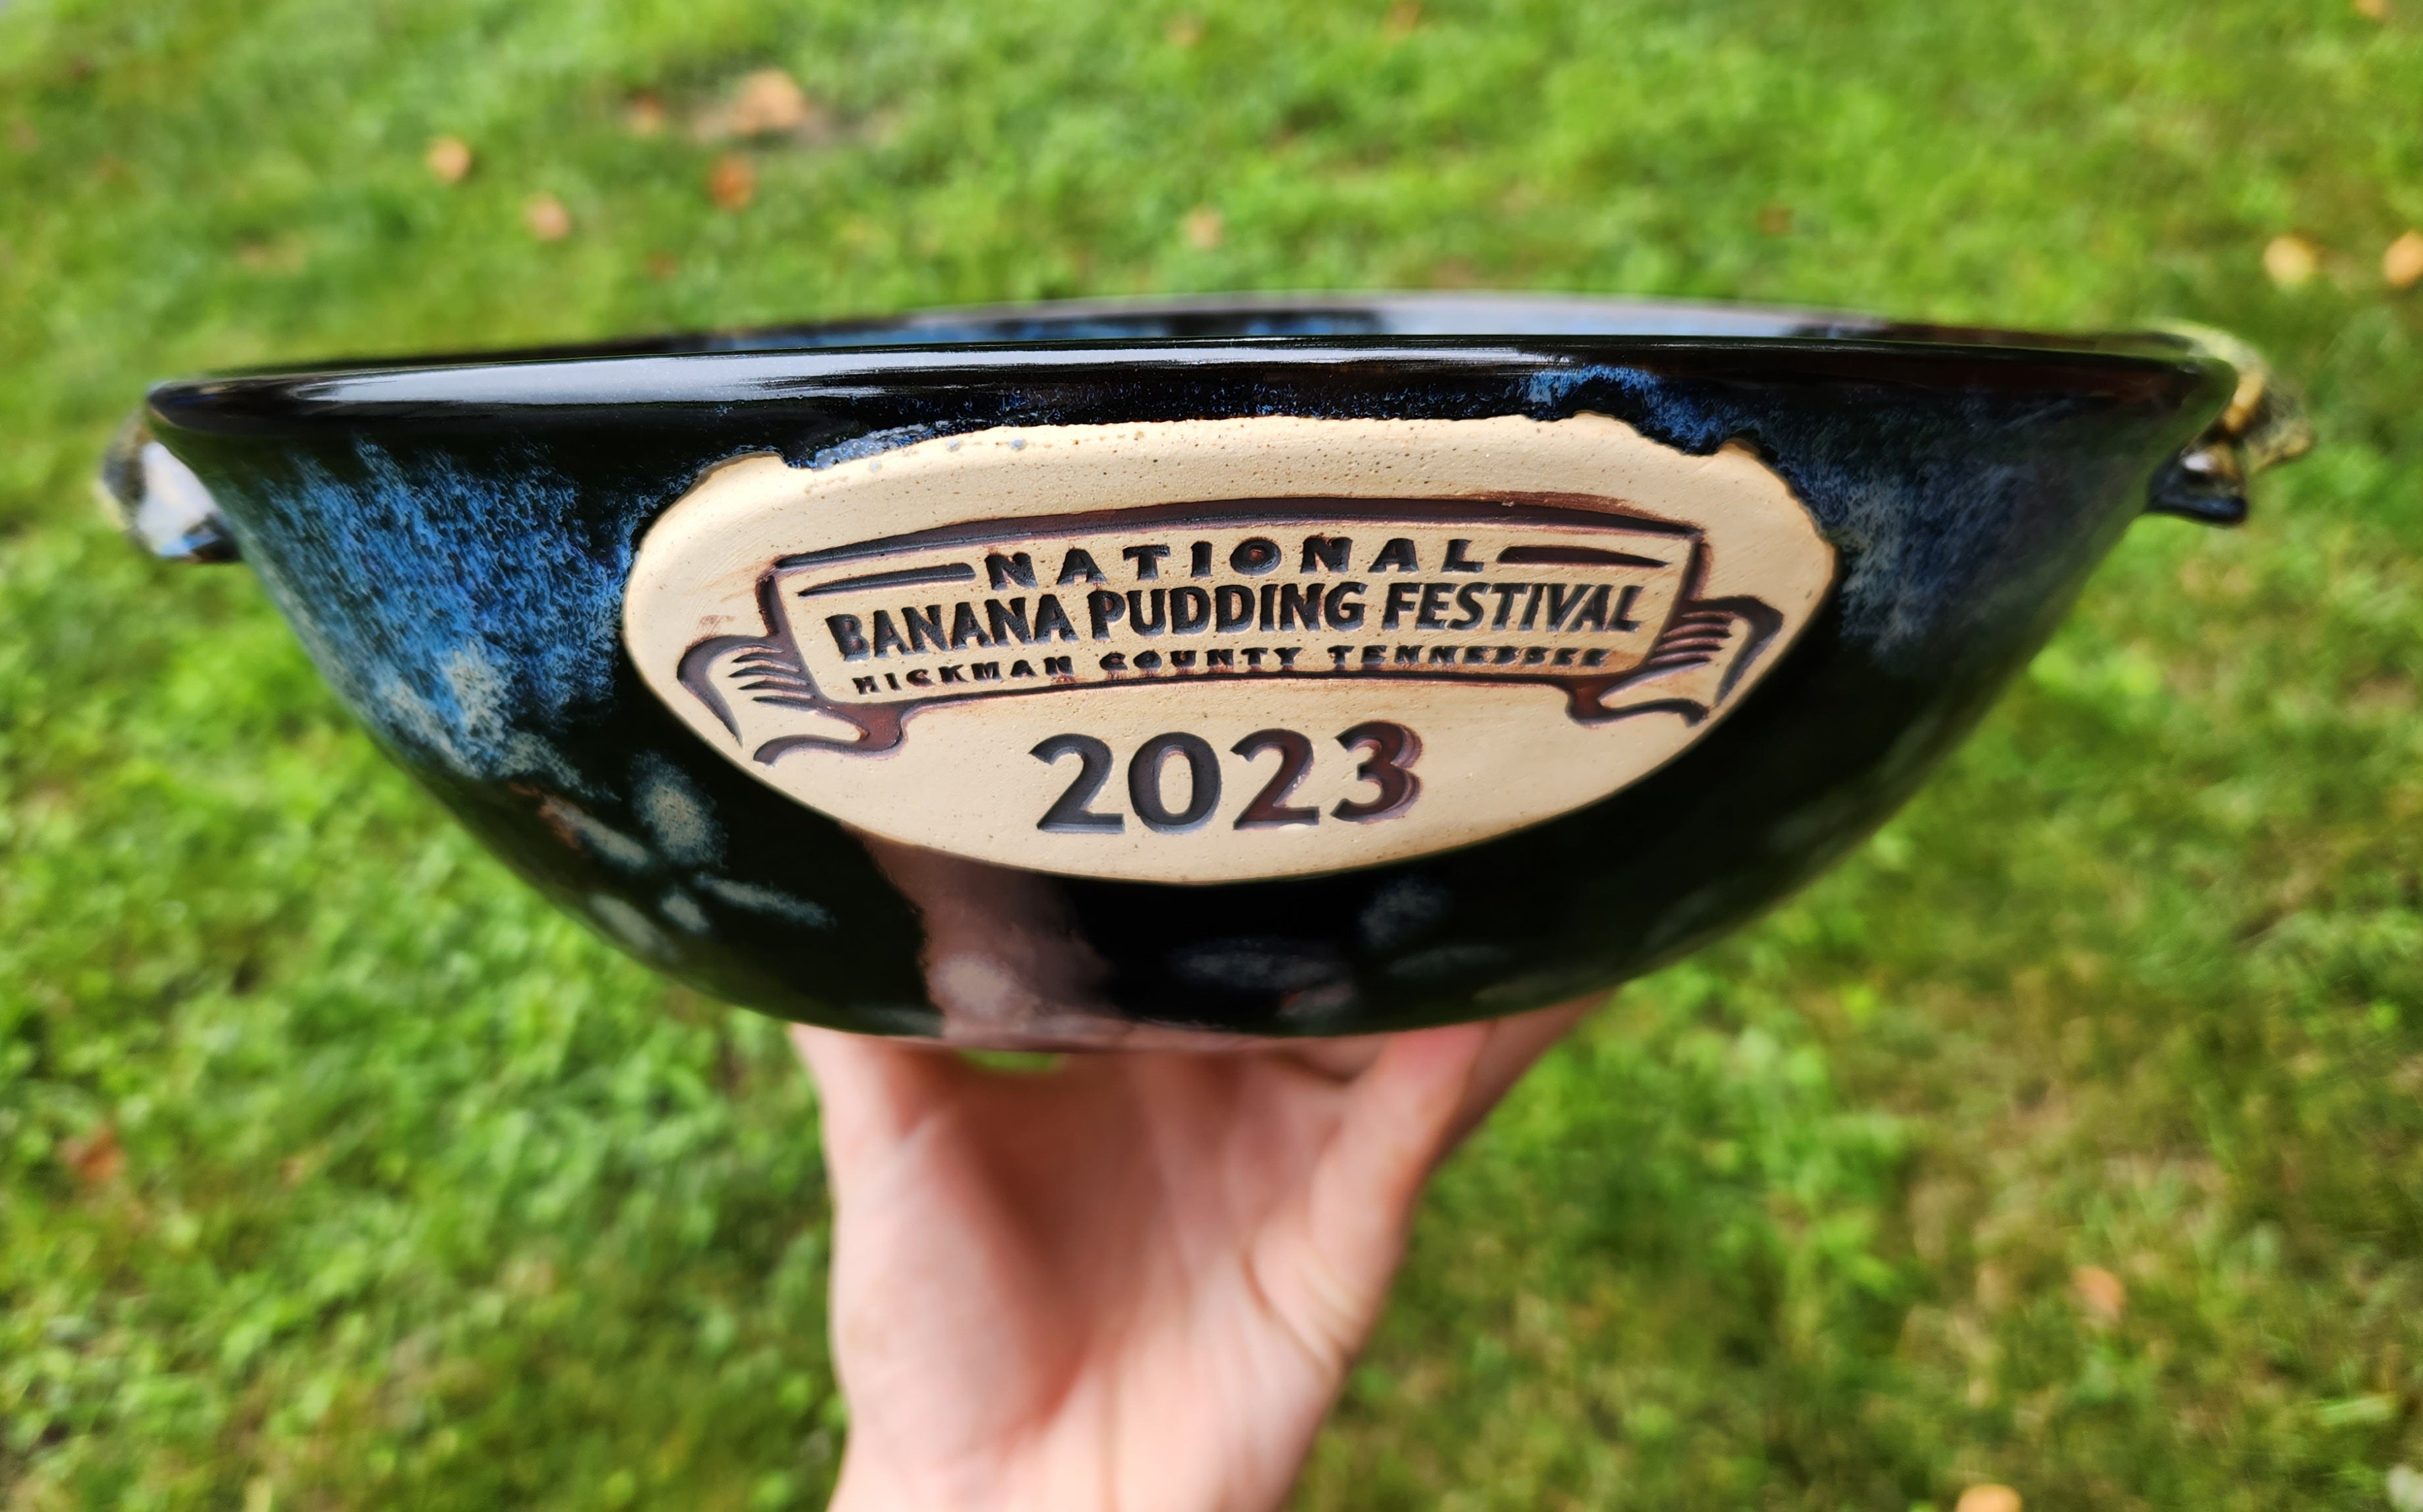 NATIONAL
BANANA PUDDING FESTIVAL
HICKMAN COUNTY TENNESSEE
2023